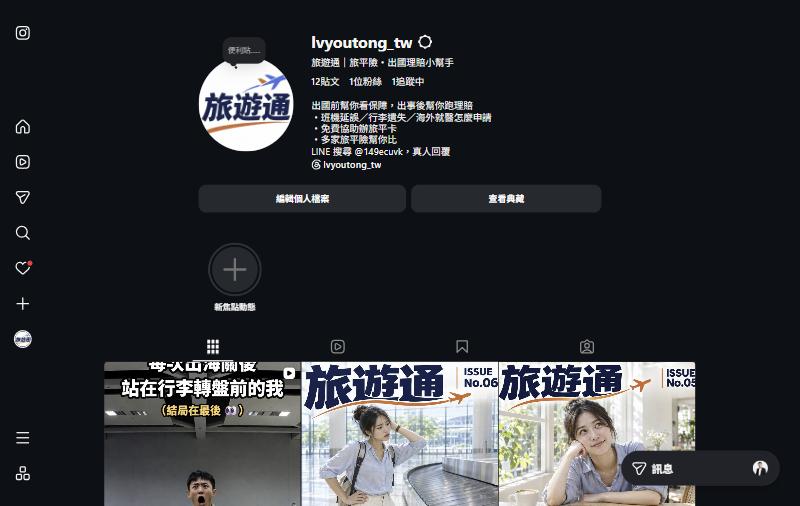 便利貼.....
lvyoutong_tw
旅遊通
旅遊通｜旅平險・出國理賠小幫手
12貼文 1位粉絲 1追蹤中
出國前幫你看保障，出事後幫你跑理賠
・班機延誤／行李遺失／海外就醫怎麼申請
・免費協助辦旅平卡
・多家旅平險幫你比
LINE 搜尋 @149ecuvk，真人回覆
lvyoutong_tw
編輯個人檔案
查看典藏
新焦點動態
每次出海關後
站在行李轉盤前的我
（結局在最後 👀）
旅遊通
ISSUE
No.06
旅遊通
ISSUE
No.05
訊息